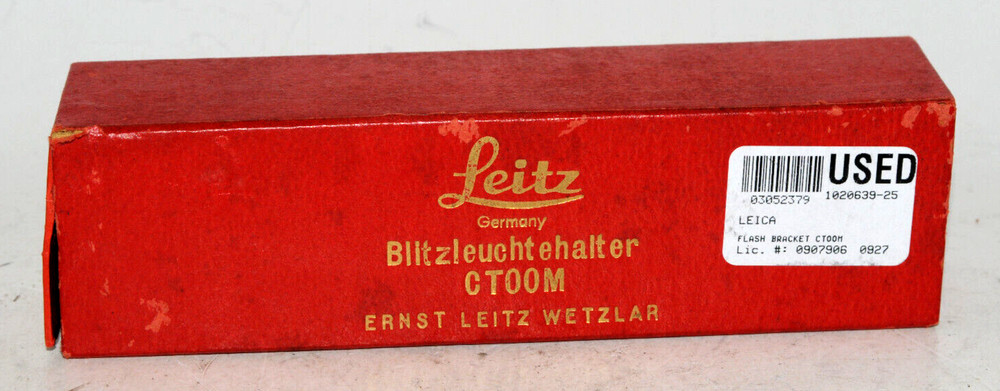 Leitz
Germany
Blitzleuchtehalter
CTOOM
ERNST LEITZ WETZLAR
USED
03052379 1020639-25
LEICA
FLASH BRACKET CTOOM
Lic. #: 0907906 0927